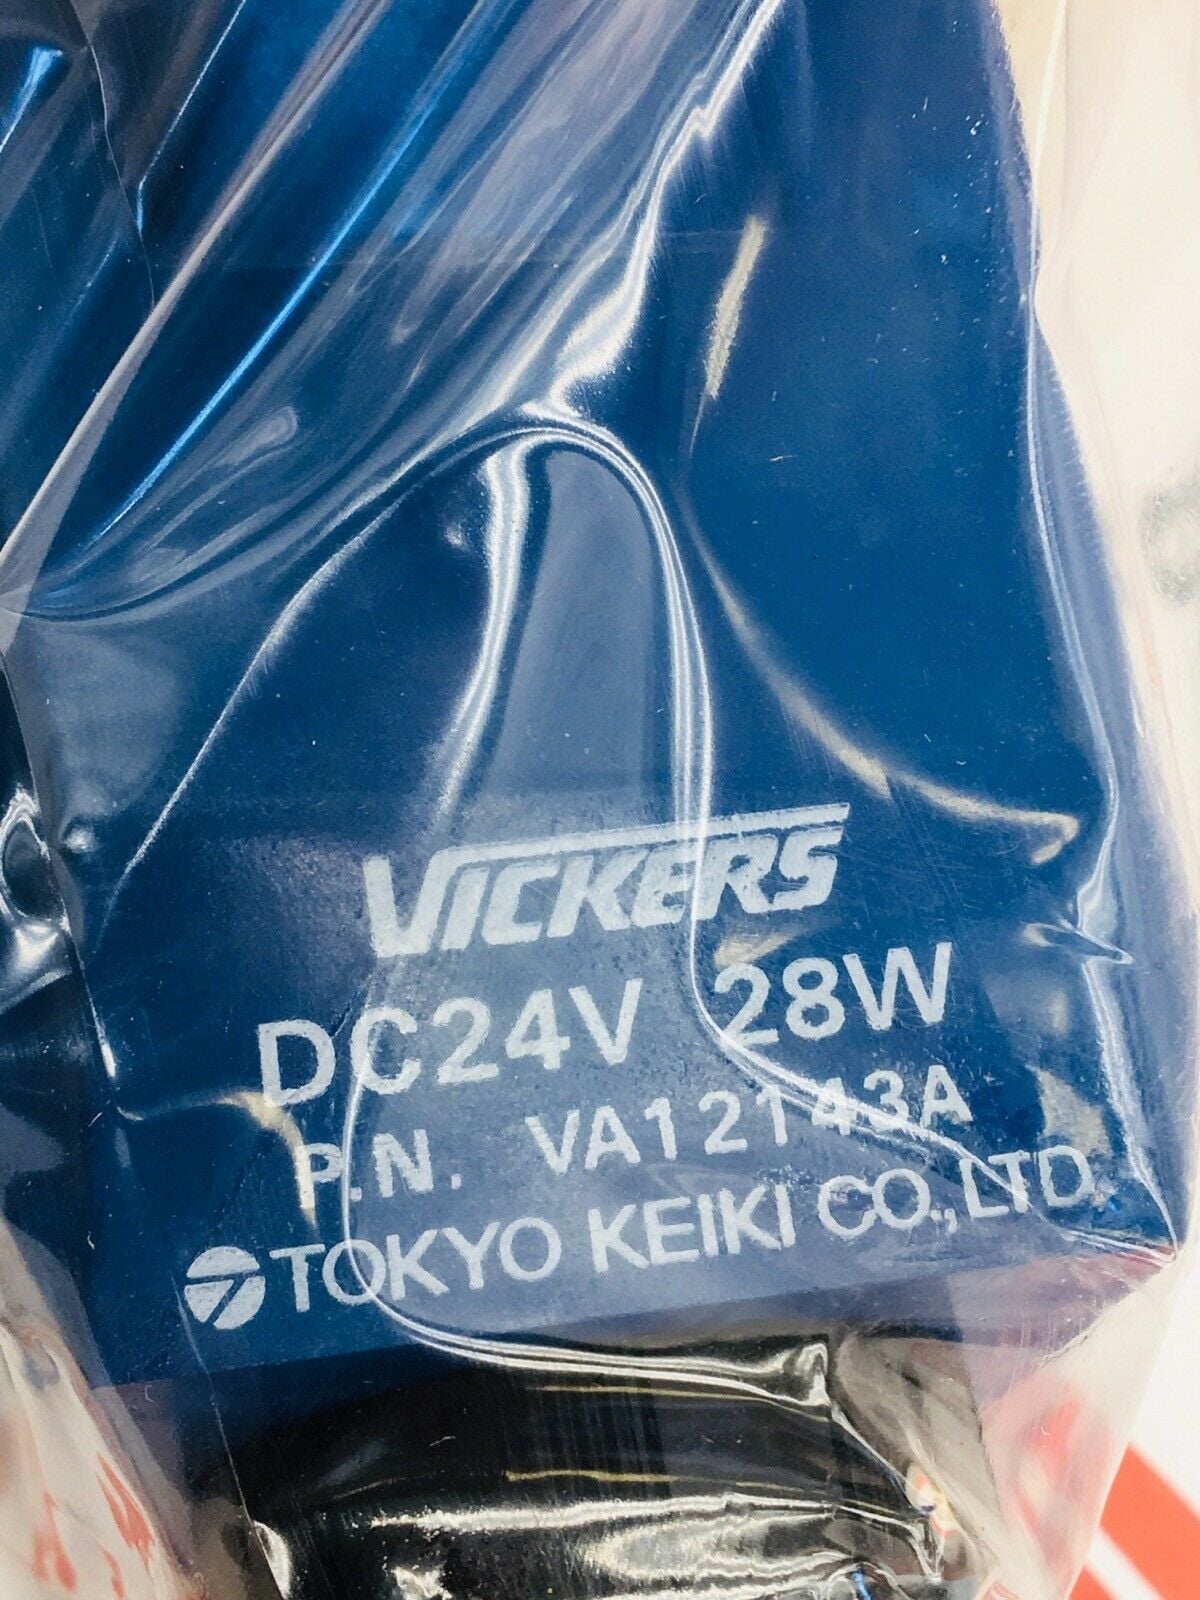 VICKERS
DC24V 28W
P.N. VA12143A
TOKYO KEIKI CO., LTD.